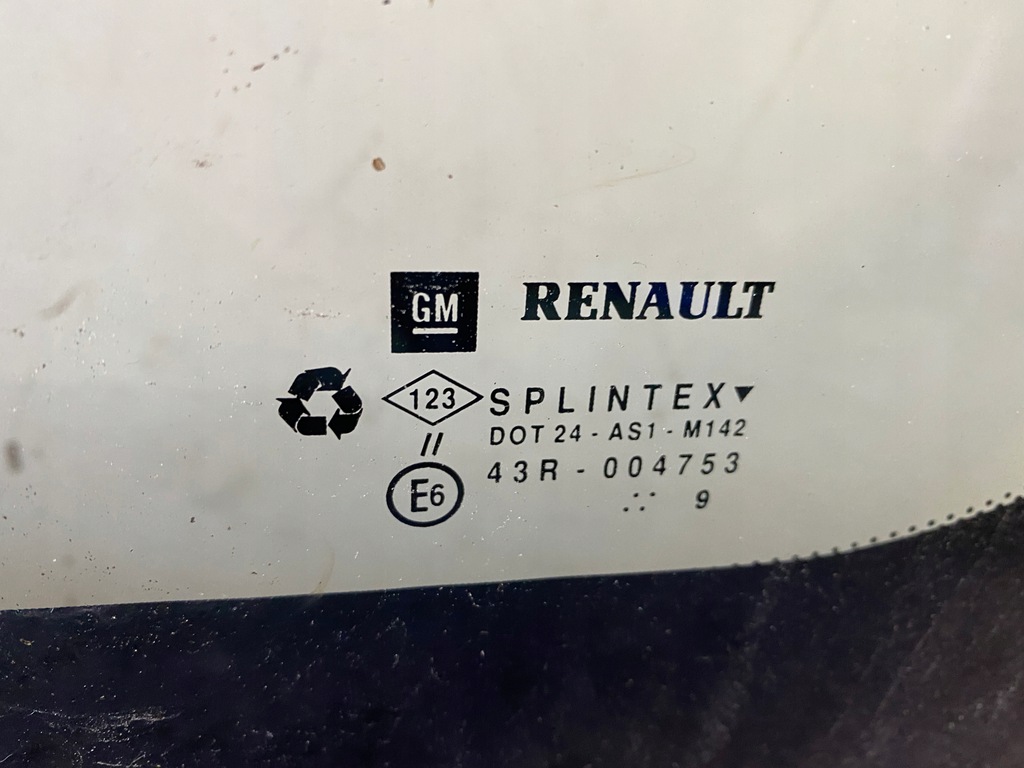 GM RENAULT
123 SPLINTEX
DOT 24 - AS1 - M142
//
43R - 004753
E6
.. 9